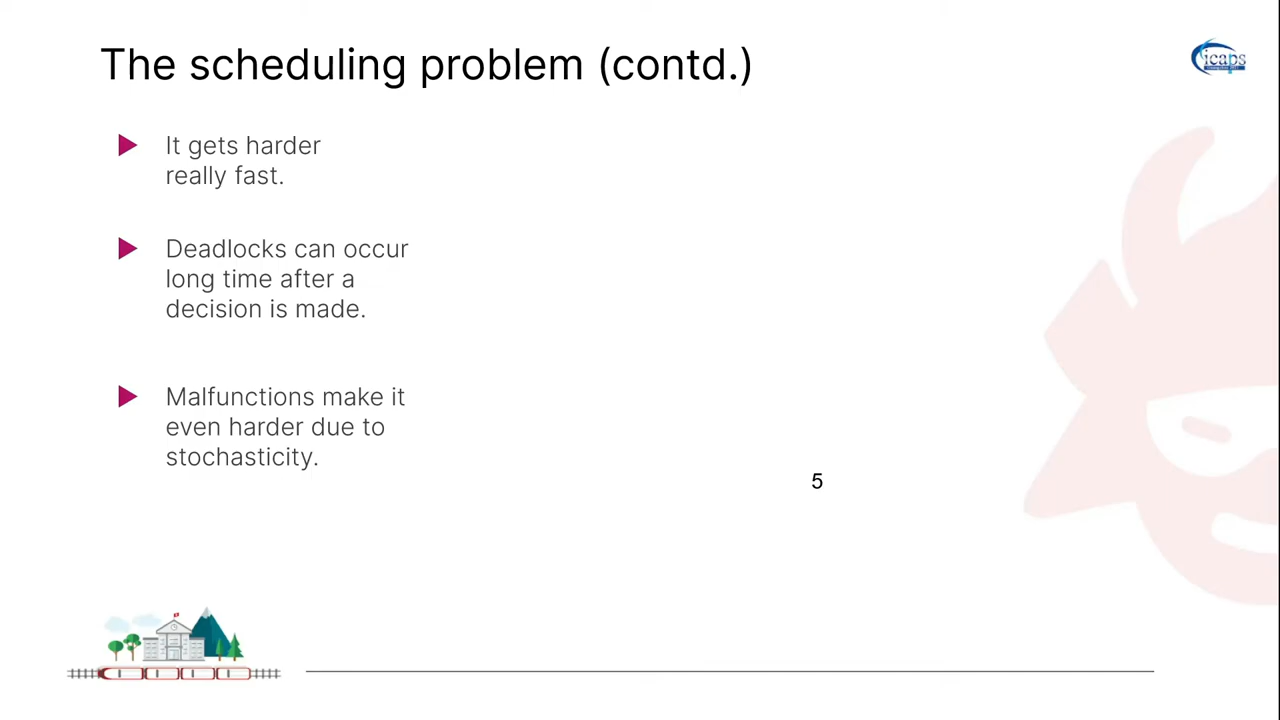 The scheduling problem (contd.)
icaps
It gets harder
really fast.
Deadlocks can occur
long time after a
decision is made.
Malfunctions make it
even harder due to
stochasticity.
5